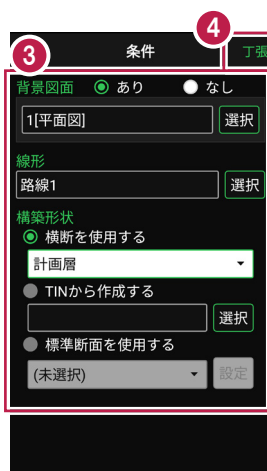 4
3 条件 丁張
背景図面 あり なし
1[平面図] 選択
線形
路線1 選択
構築形状
横断を使用する
計画層
TINから作成する
選択
標準断面を使用する
(未選択) 設定